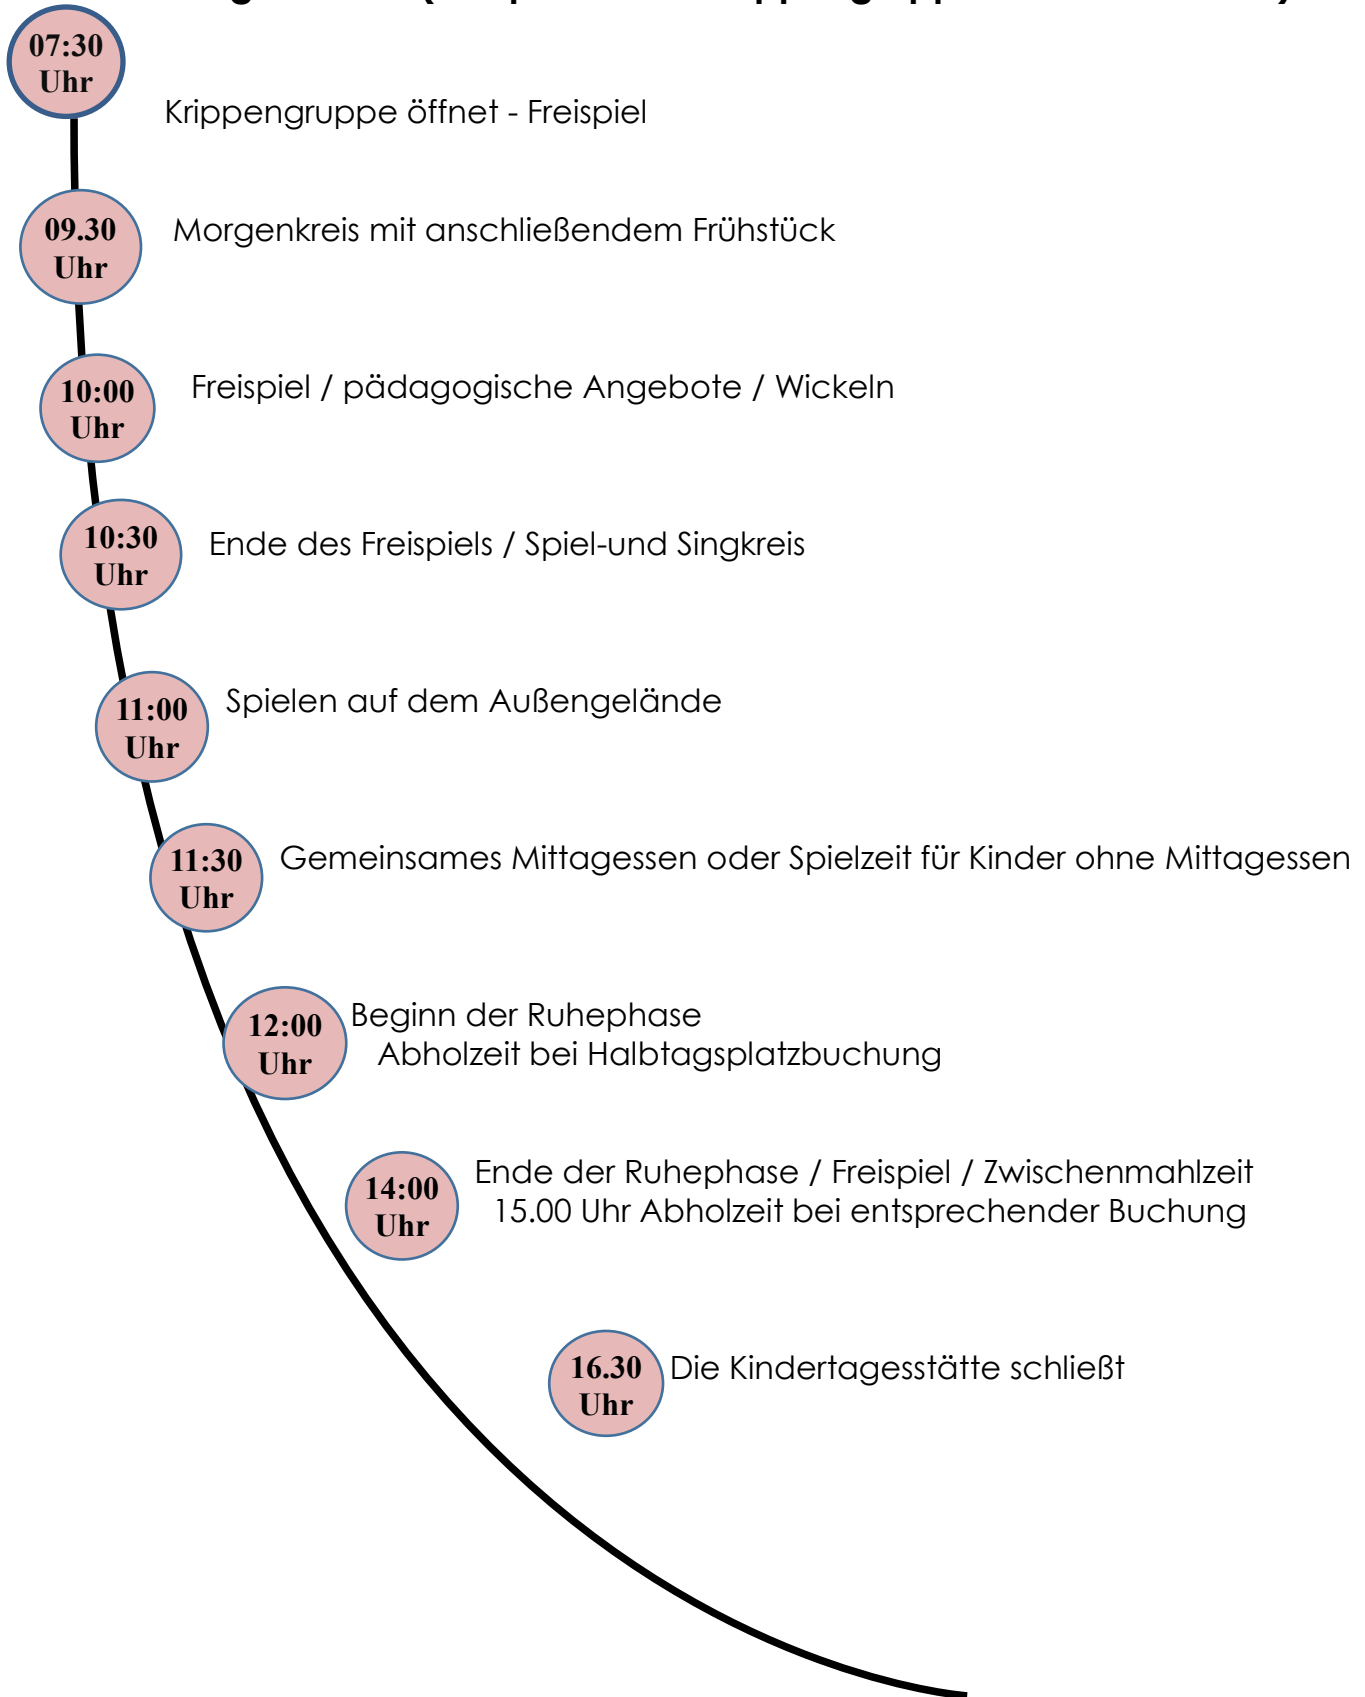 07:30
Uhr
Krippengruppe öffnet - Freispiel
09.30
Uhr
Morgenkreis mit anschließendem Frühstück
10:00
Uhr
Freispiel / pädagogische Angebote / Wickeln
10:30
Uhr
Ende des Freispiels / Spiel-und Singkreis
11:00
Uhr
Spielen auf dem Außengelände
11:30
Uhr
Gemeinsames Mittagessen oder Spielzeit für Kinder ohne Mittagessen
12:00
Uhr
Beginn der Ruhephase
Abholzeit bei Halbtagsplatzbuchung
14:00
Uhr
Ende der Ruhephase / Freispiel / Zwischenmahlzeit
15.00 Uhr Abholzeit bei entsprechender Buchung
16.30
Uhr
Die Kindertagesstätte schließt